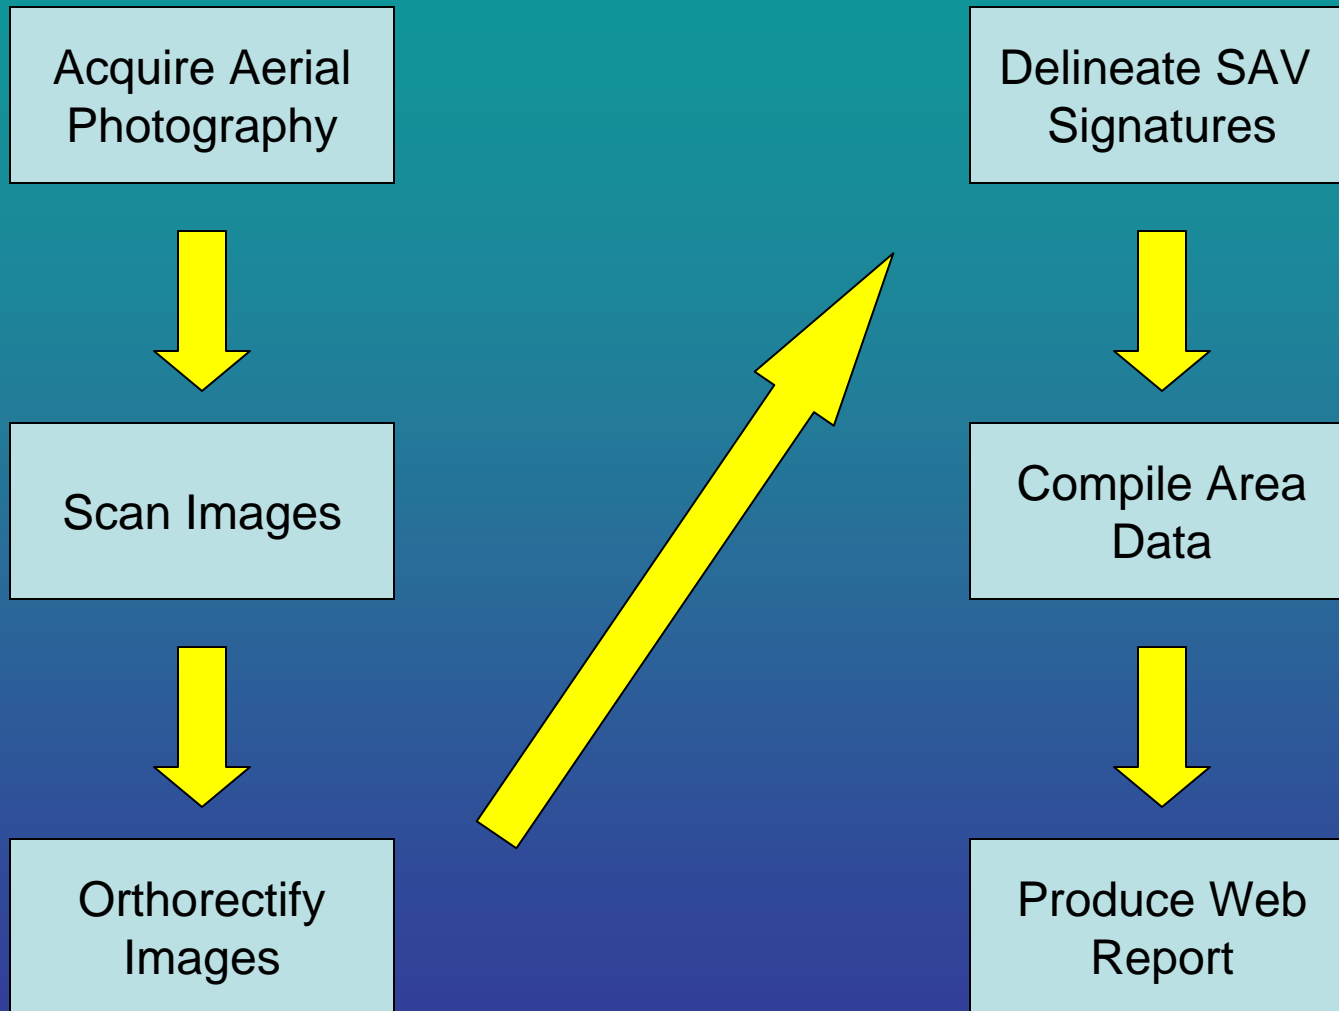 Acquire Aerial
Photography
Scan Images
Orthorectify
Images
Delineate SAV
Signatures
Compile Area
Data
Produce Web
Report